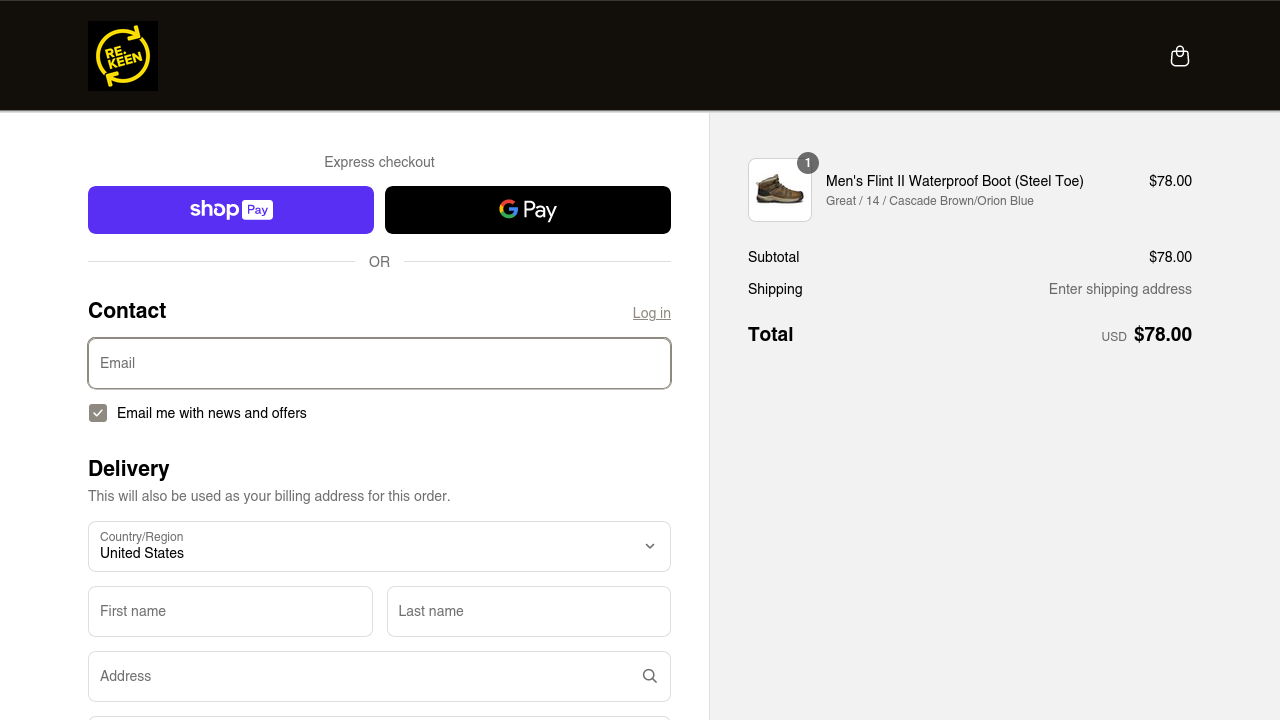 RE.
KEEN
Express checkout
shop Pay
G Pay
OR
Contact
Log in
Email
Email me with news and offers
Delivery
This will also be used as your billing address for this order.
Country/Region
United States
First name
Last name
Address
1
Men's Flint II Waterproof Boot (Steel Toe)
$78.00
Great / 14 / Cascade Brown/Orion Blue
Subtotal
$78.00
Shipping
Enter shipping address
Total
USD $78.00